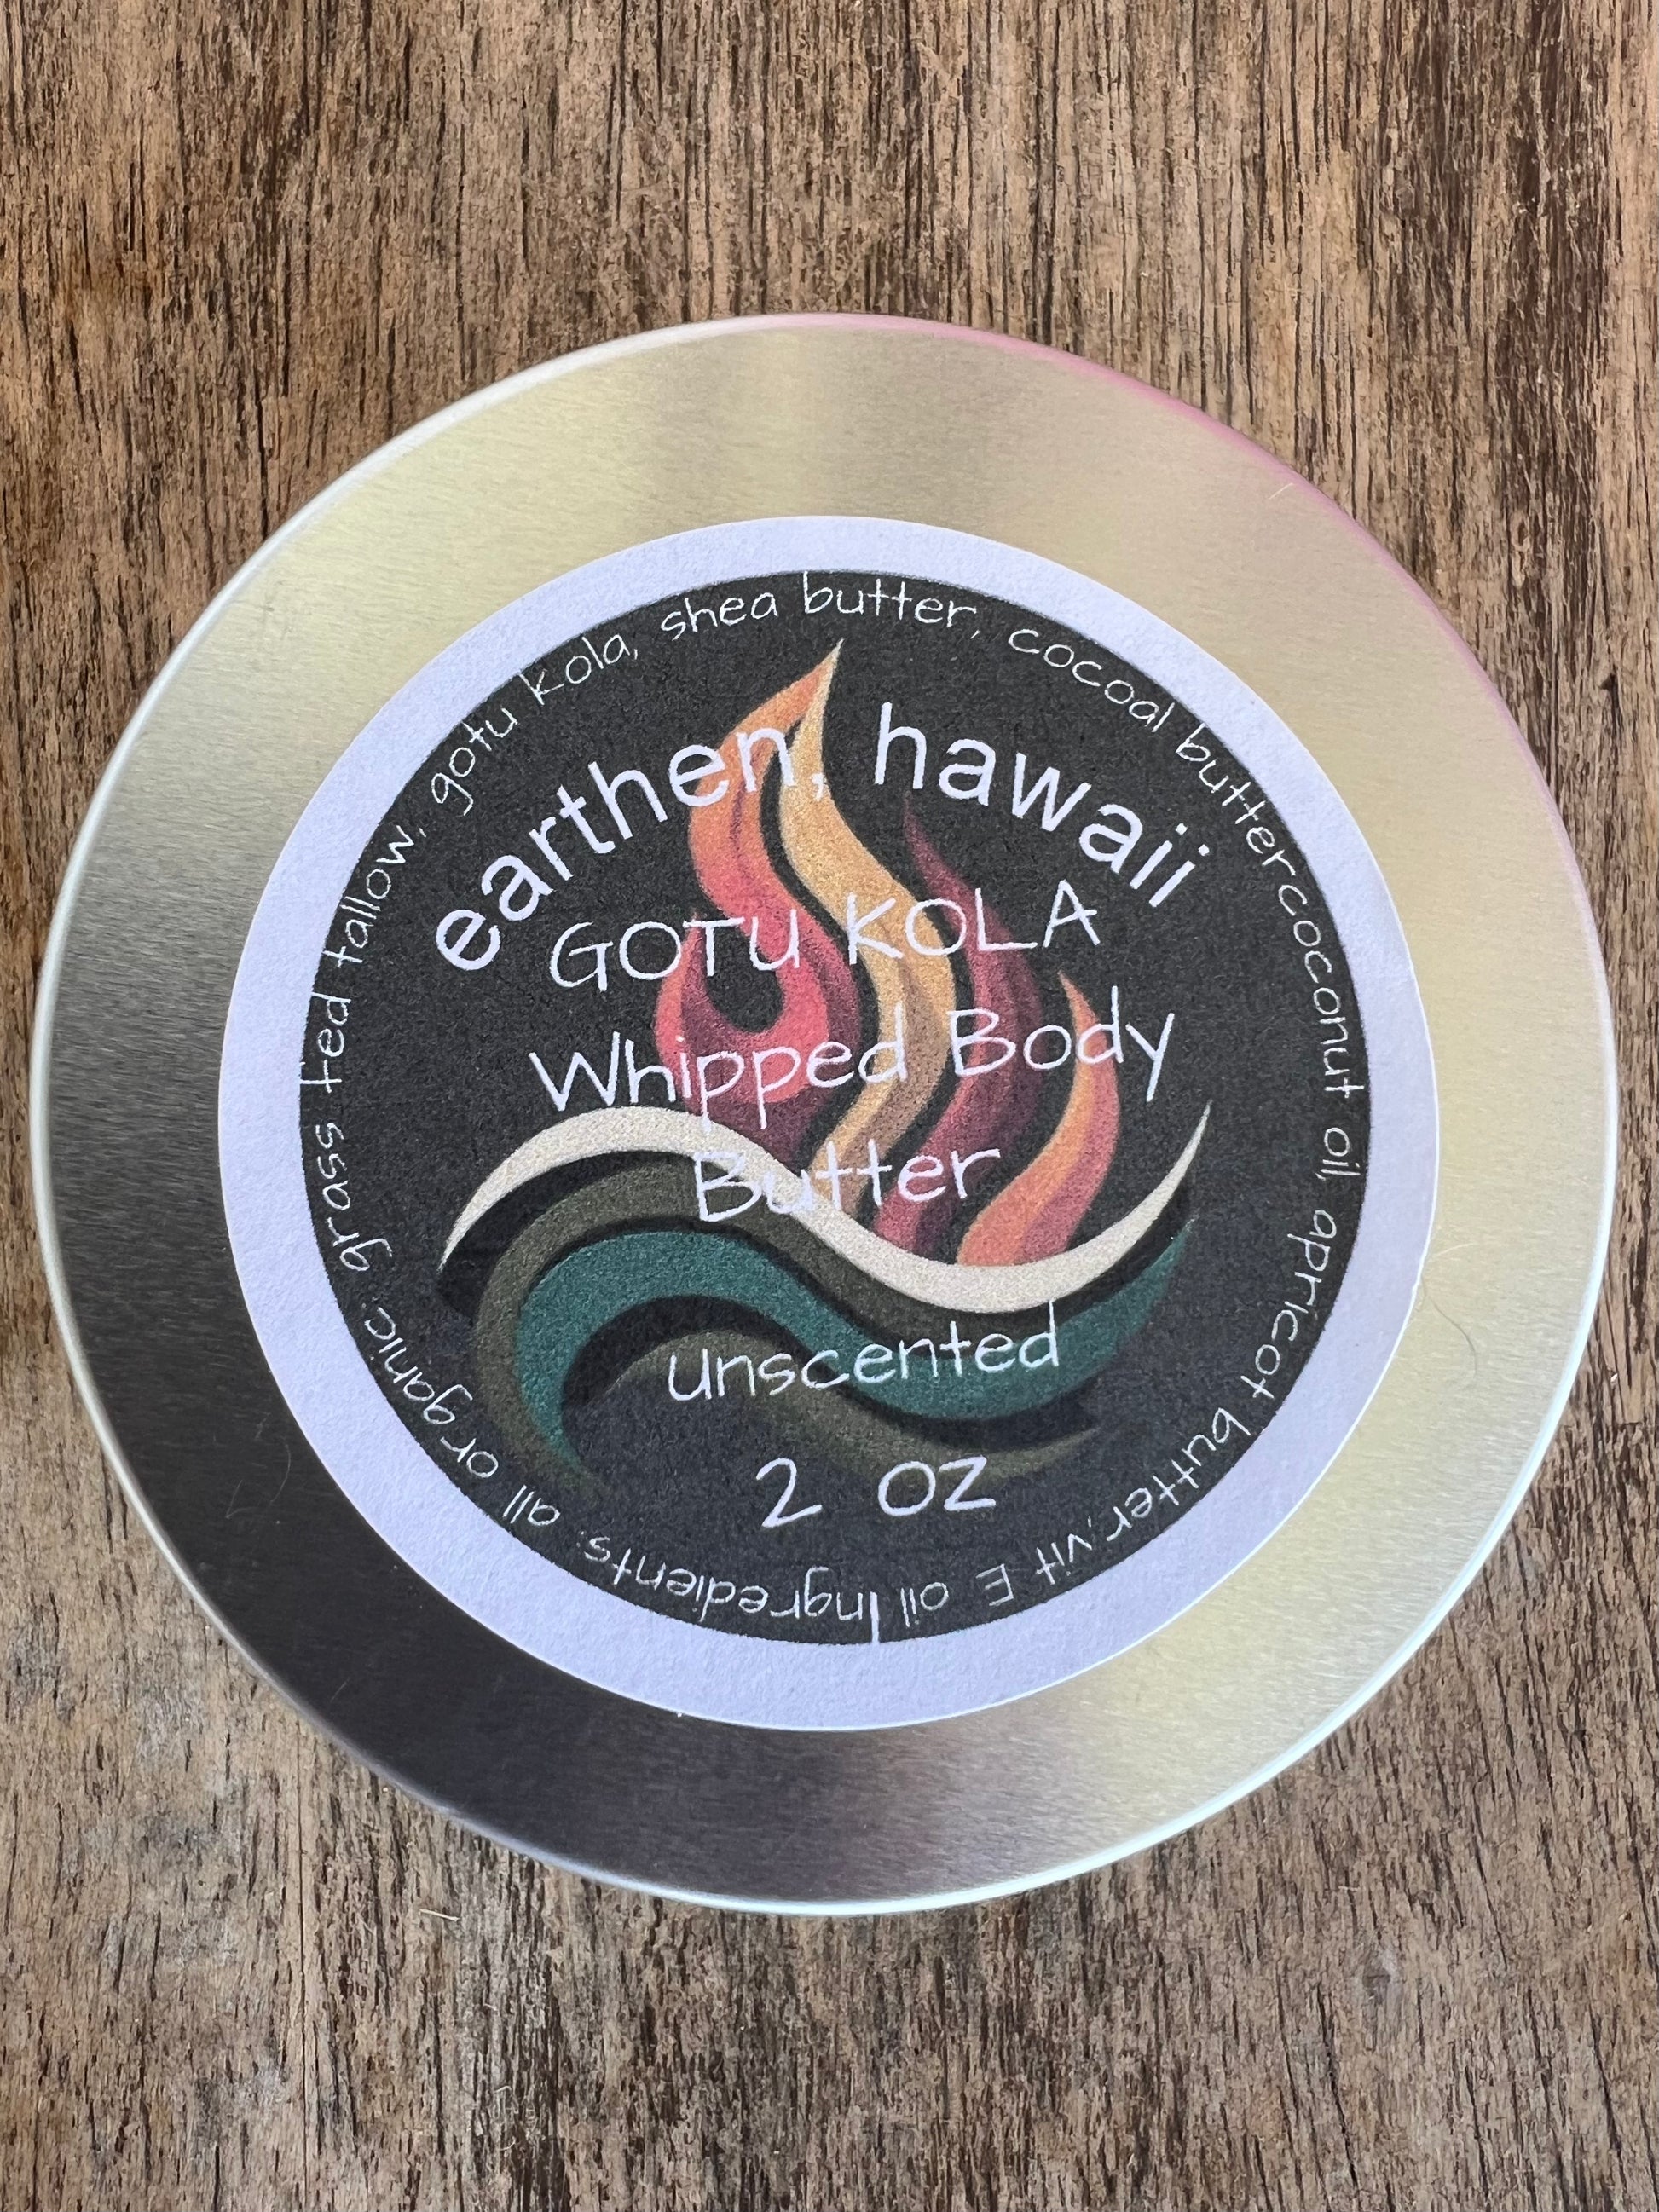 earthen, hawaii
GOTU KOLA
Whipped Body
Butter
unscented
2 oz
Ingredients: all organic: grass fed tallow, gotu kola, shea butter, cocoal buttercoconut oil, apricot butter,vit E oil